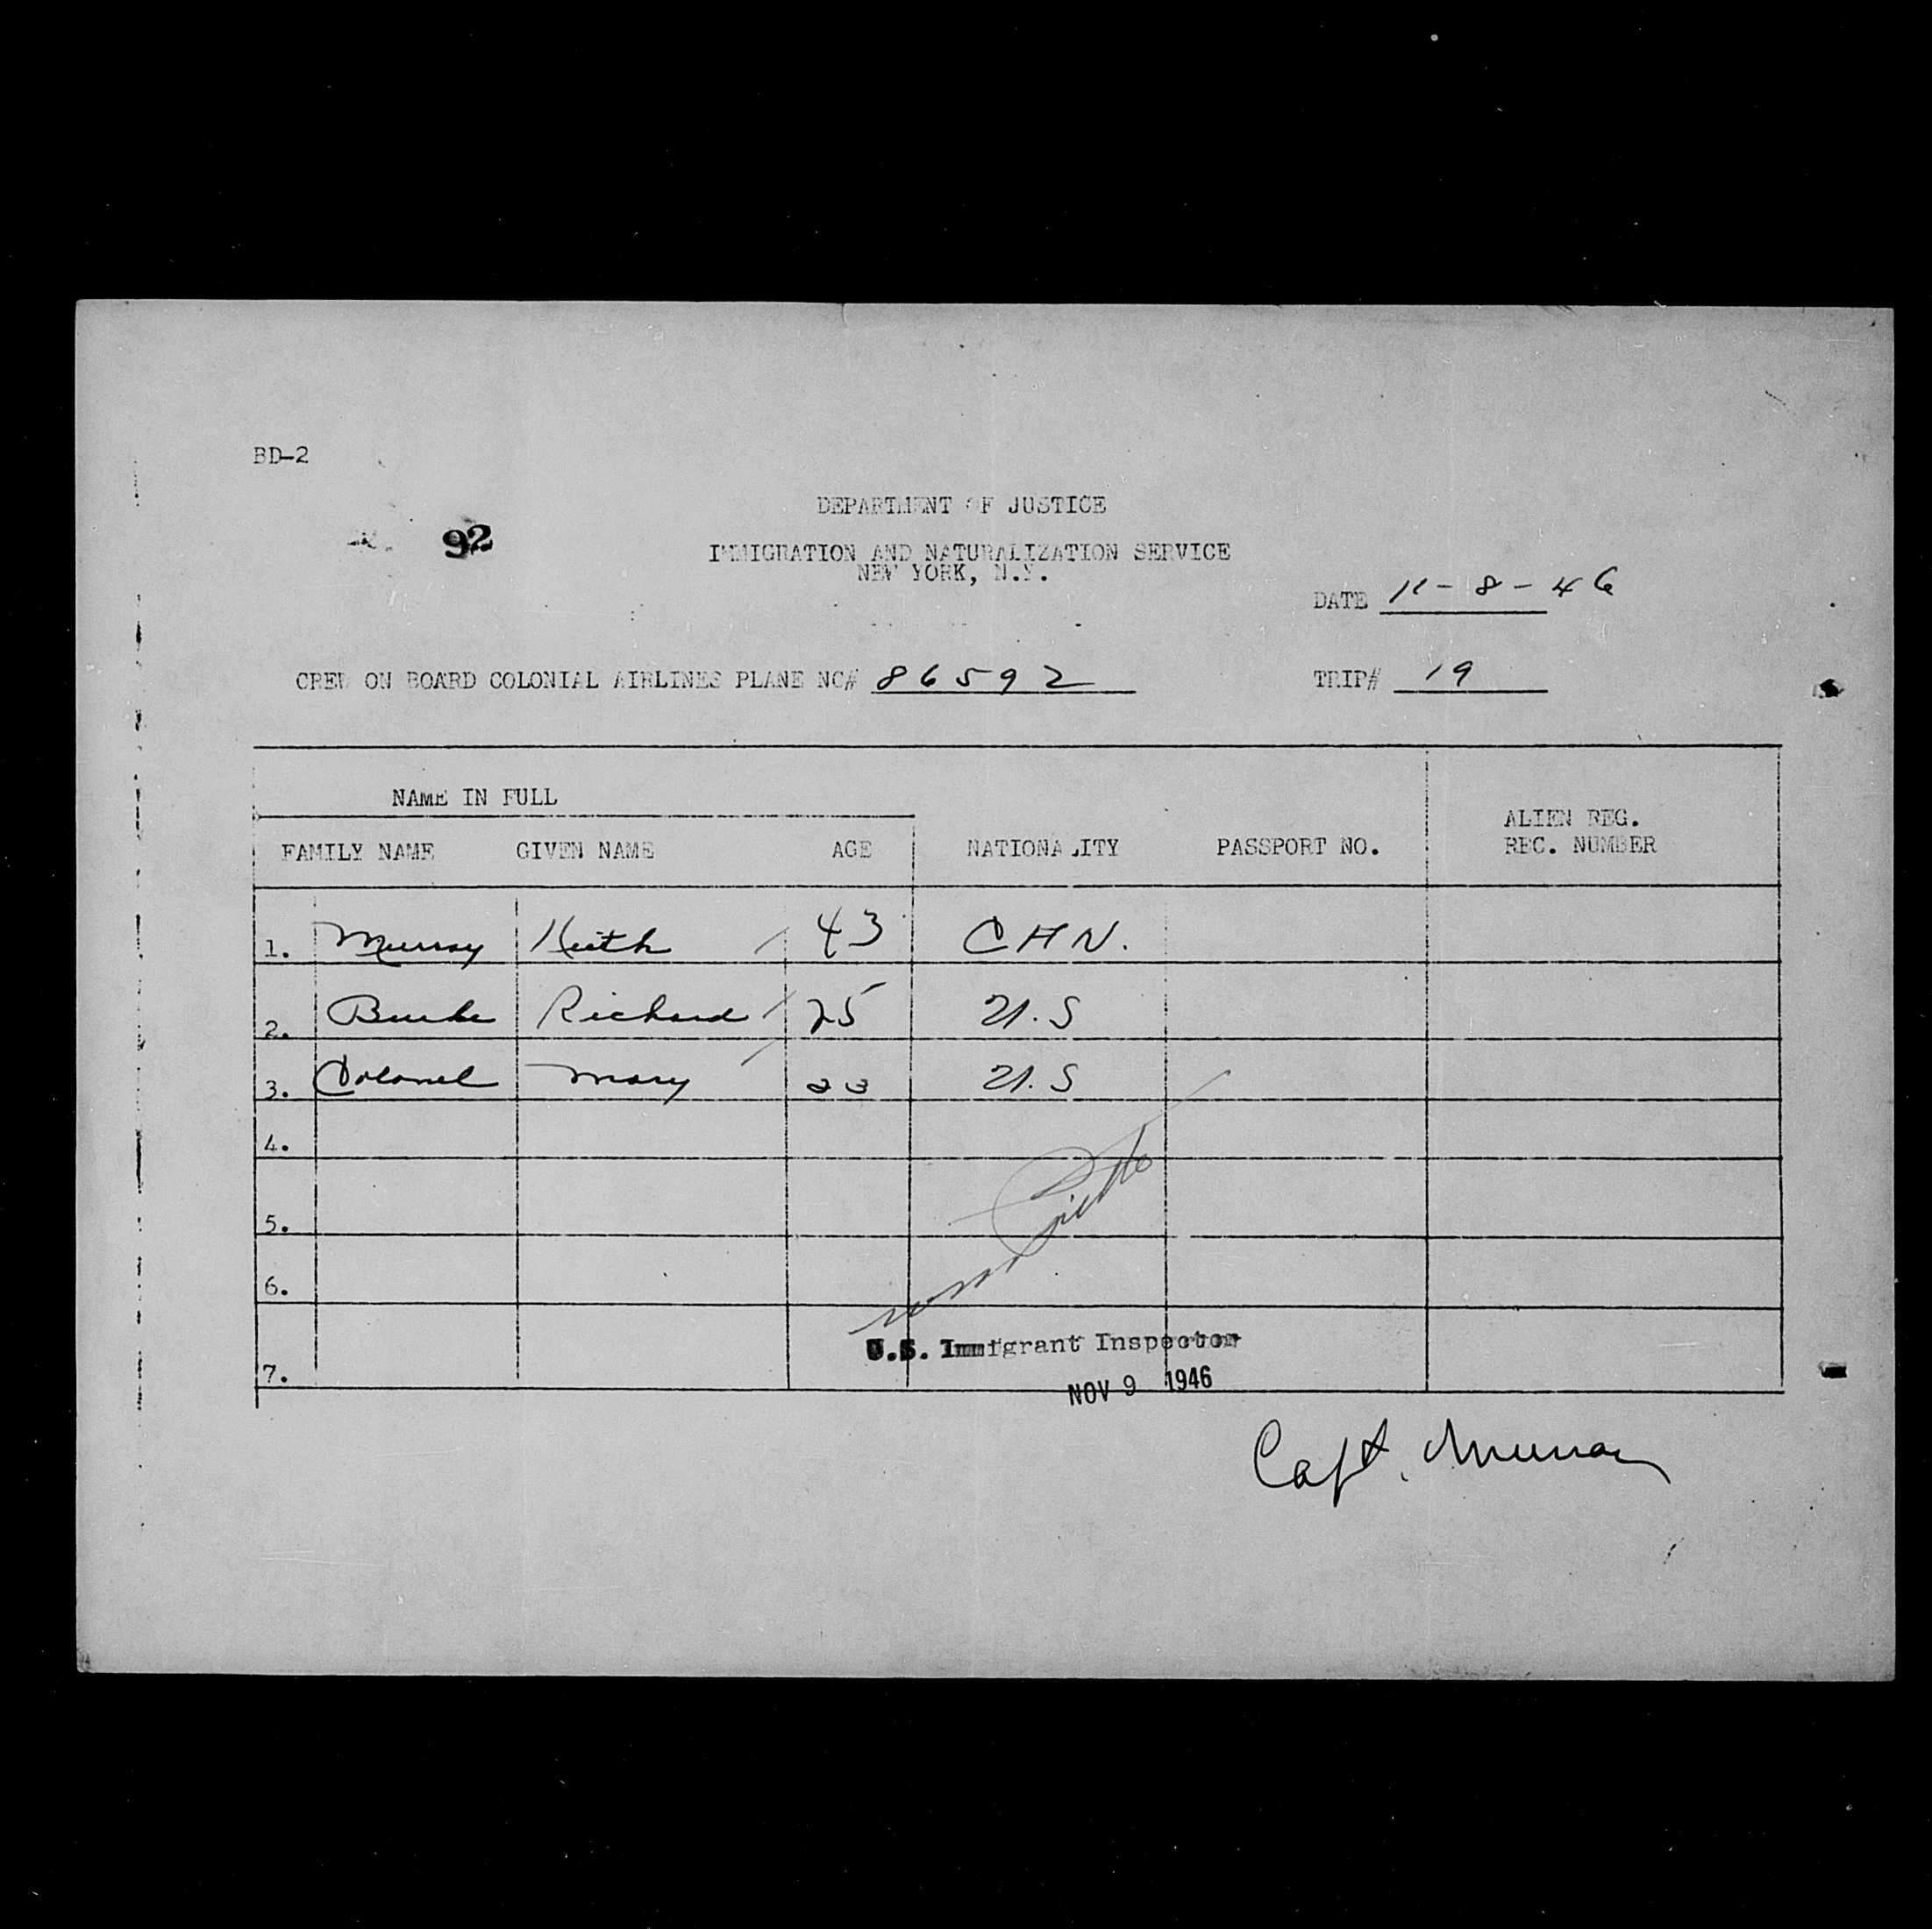 BD-2
92
DEPARTMENT OF JUSTICE
IMMIGRATION AND NATURALIZATION SERVICE
NEW YORK, N.Y.
DATE 11-8-46
CREW ON BOARD COLONIAL AIRLINES PLANE NC# 86592 TRIP# 19
NAME IN FULL
FAMILY NAME GIVEN NAME AGE NATIONALITY PASSPORT NO. ALIEN REG. REC. NUMBER
1. Murray Keith 43 CHN.
2. Burke Richard 25 U.S
3. Colonel Mary 23 U.S
4.
5.
6.
7.
U.S. Immigrant Inspector
NOV 9 1946
Capt. Murray